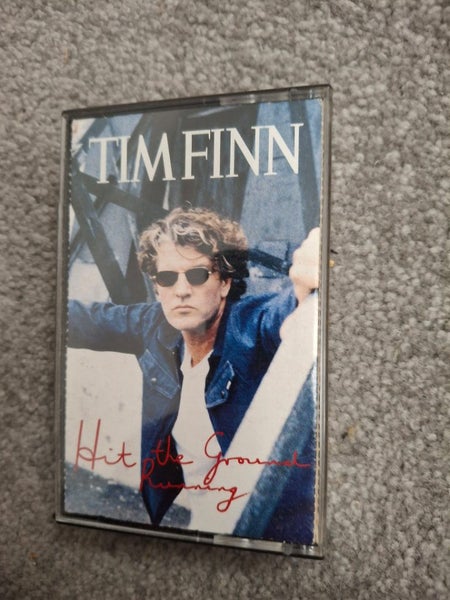 TIM FINN
Hit the Ground
Running